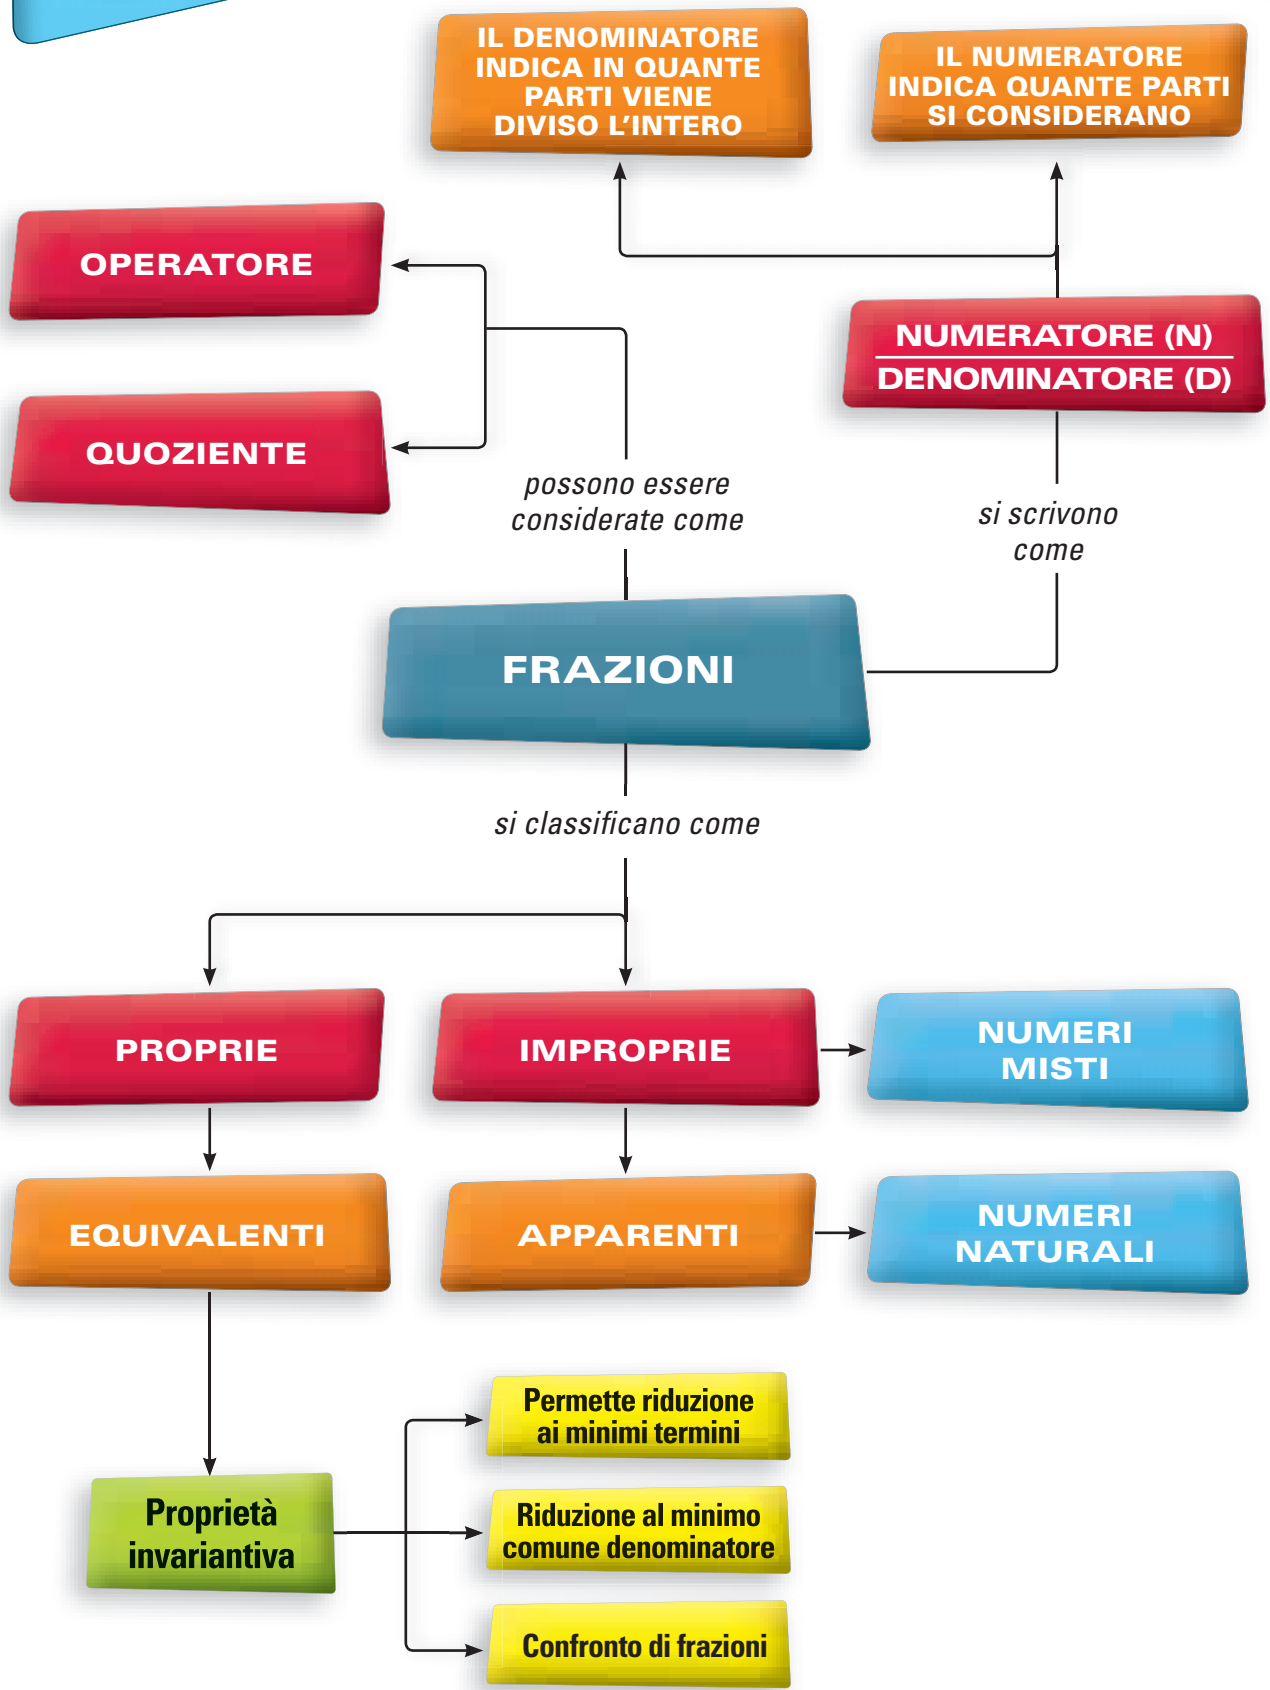 IL DENOMINATORE
INDICA IN QUANTE
PARTI VIENE
DIVISO L'INTERO
IL NUMERATORE
INDICA QUANTE PARTI
SI CONSIDERANO
OPERATORE
NUMERATORE (N)
DENOMINATORE (D)
QUOZIENTE
possono essere
considerate come
si scrivono
come
FRAZIONI
si classificano come
PROPRIE
IMPROPRIE
NUMERI
MISTI
EQUIVALENTI
APPARENTI
NUMERI
NATURALI
Permette riduzione
ai minimi termini
Proprietà
invariantiva
Riduzione al minimo
comune denominatore
Confronto di frazioni